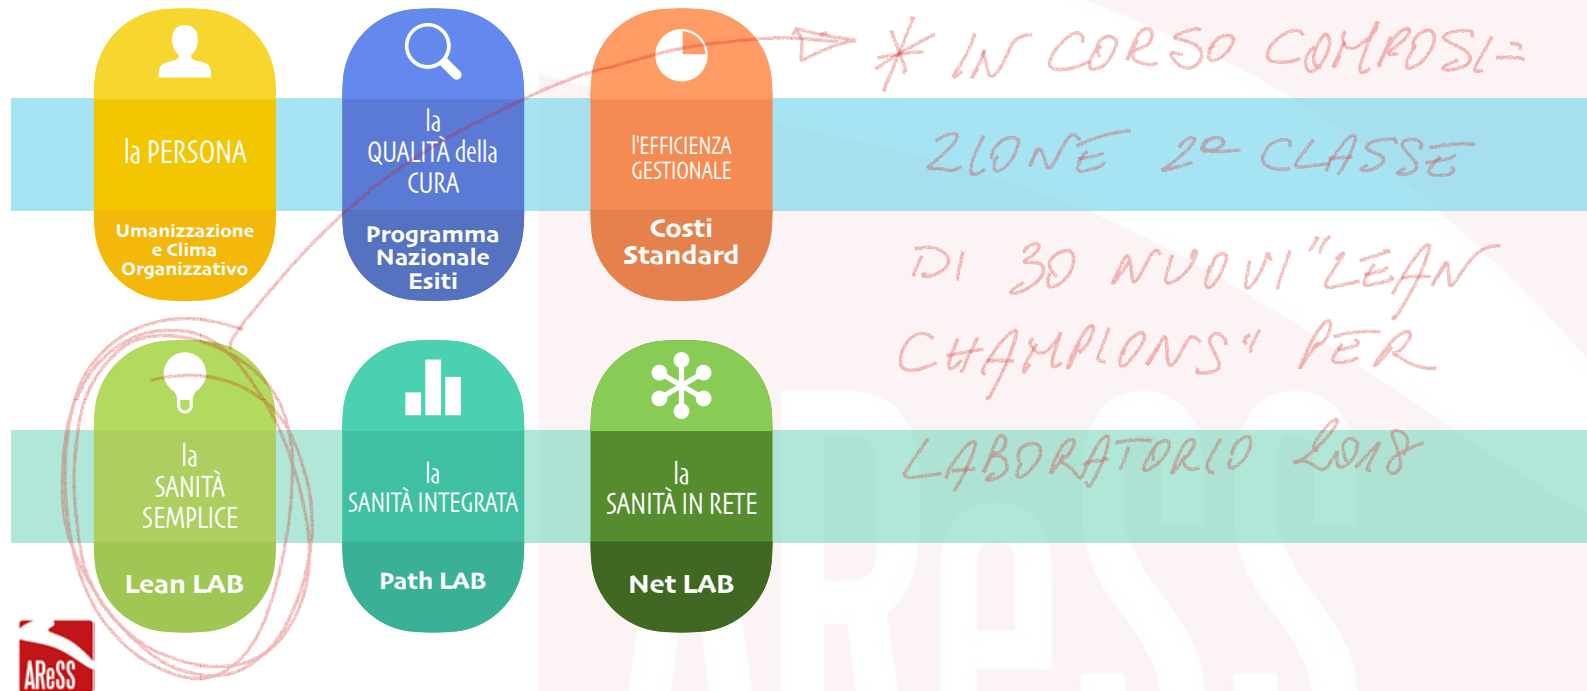 la PERSONA
Umanizzazione
e Clima
Organizzativo
la
QUALITÀ della
CURA
Programma
Nazionale
Esiti
l'EFFICIENZA
GESTIONALE
Costi
Standard
* IN CORSO COMPOSI=
ZIONE 2ª CLASSE
DI 30 NUOVI "LEAN
CHAMPIONS" PER
LABORATORIO 2018
la
SANITÀ
SEMPLICE
Lean LAB
la
SANITÀ INTEGRATA
Path LAB
la
SANITÀ IN RETE
Net LAB
AReSS
AReSS